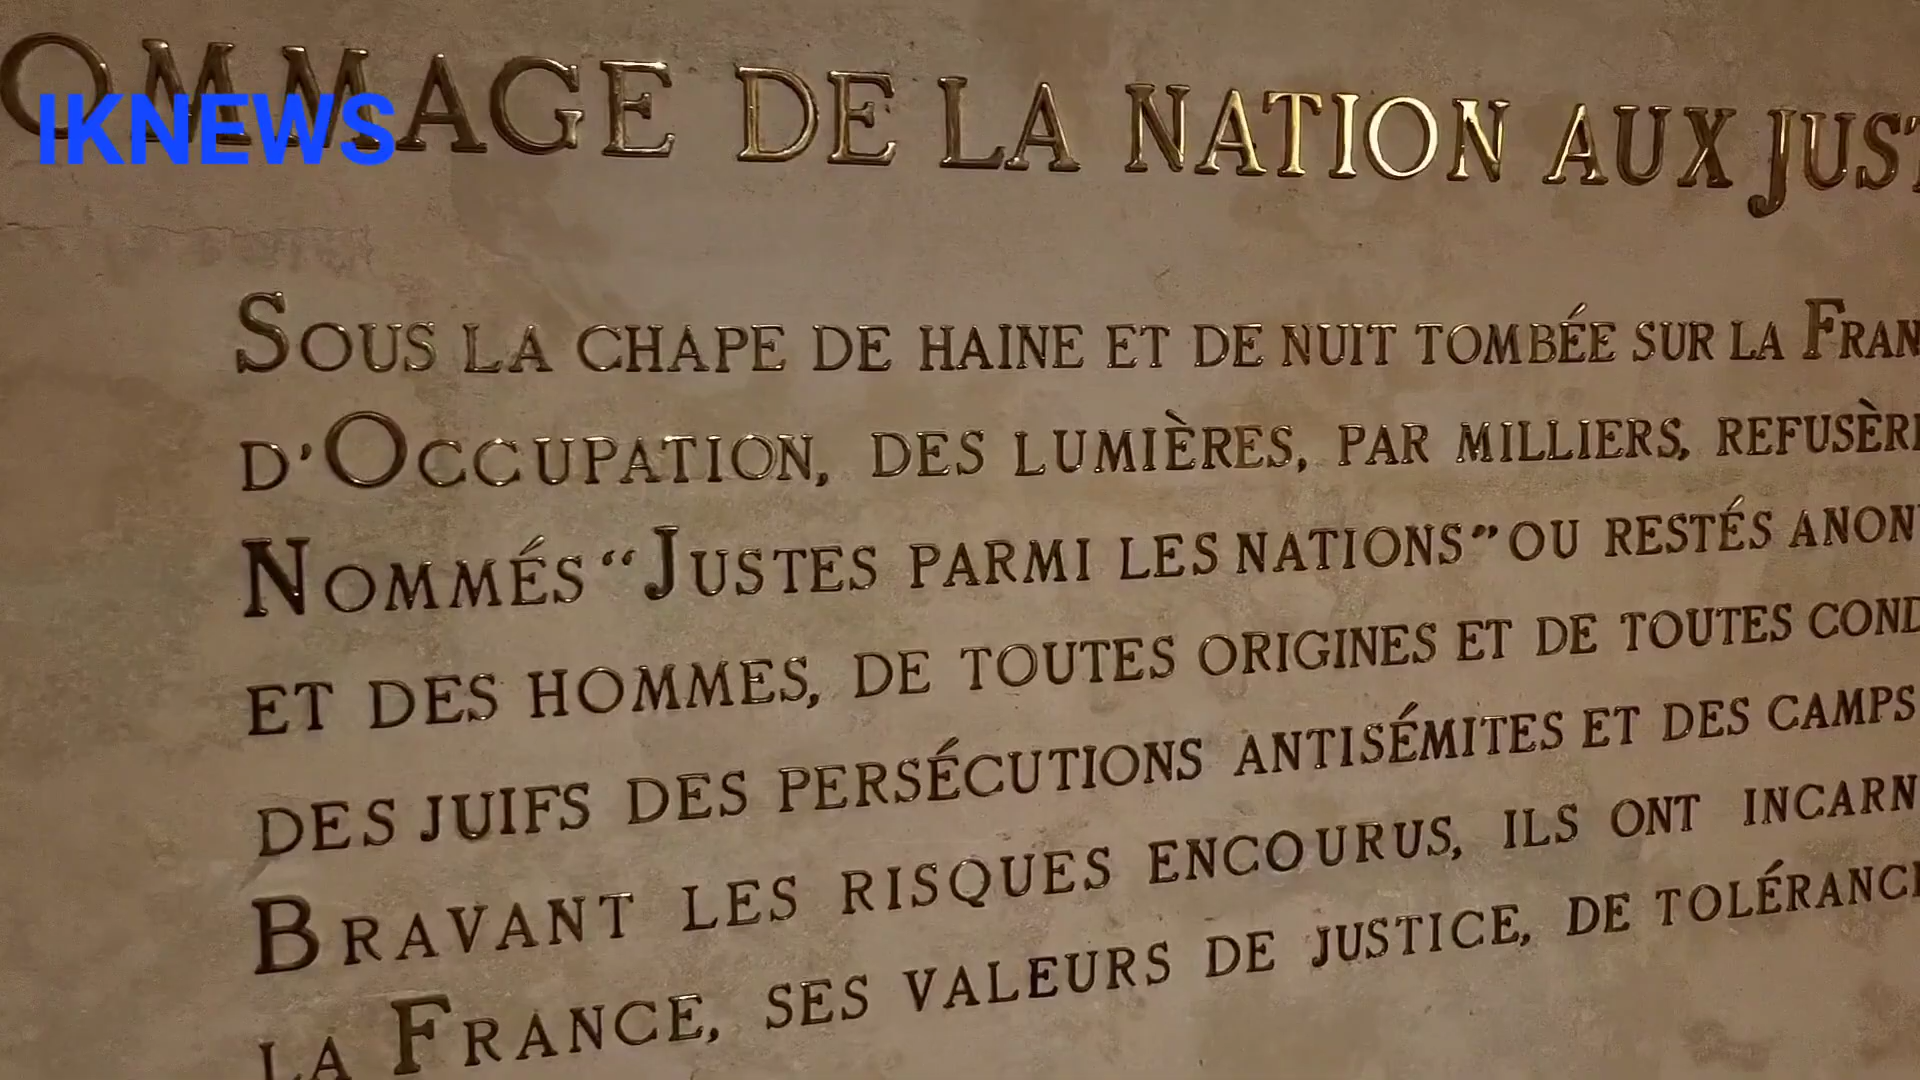 OMMAGE DE LA NATION AUX JUST
IKNEWS
SOUS LA CHAPE DE HAINE ET DE NUIT TOMBÉE SUR LA FRAN
D'OCCUPATION, DES LUMIÈRES, PAR MILLIERS, REFUSÈR
NOMMÉS “JUSTES PARMI LES NATIONS” OU RESTÉS ANON
ET DES HOMMES, DE TOUTES ORIGINES ET DE TOUTES COND
DES JUIFS DES PERSÉCUTIONS ANTISÉMITES ET DES CAMPS
BRAVANT LES RISQUES ENCOURUS, ILS ONT INCARN
LA FRANCE, SES VALEURS DE JUSTICE, DE TOLÉRANC